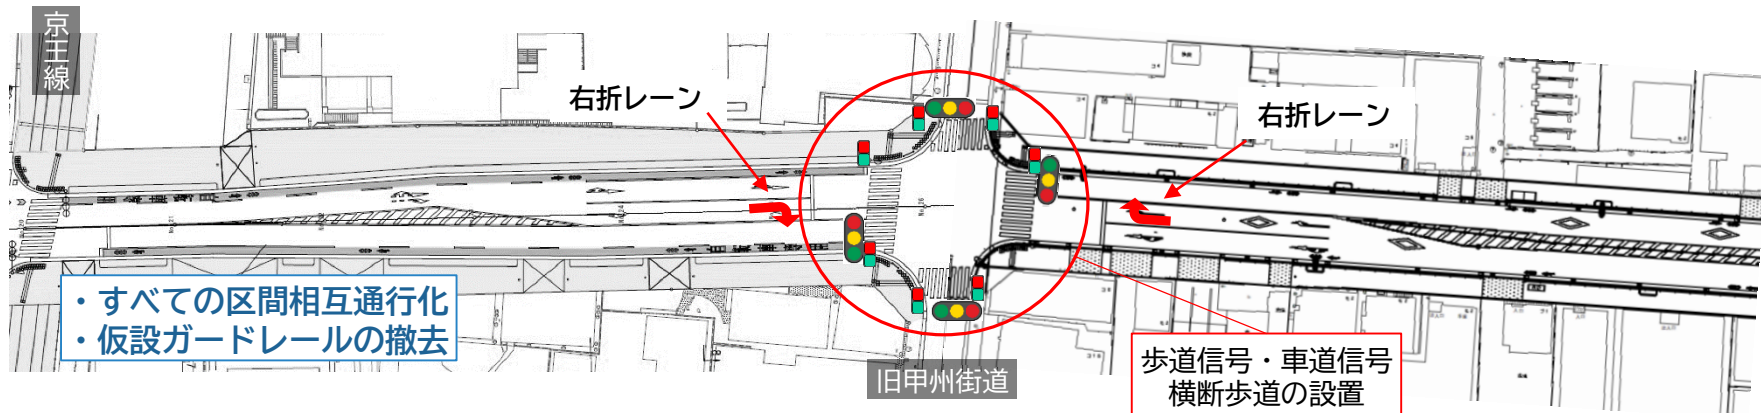 京王線
右折レーン
右折レーン
・すべての区間相互通行化
・仮設ガードレールの撤去
旧甲州街道
歩道信号・車道信号
横断歩道の設置